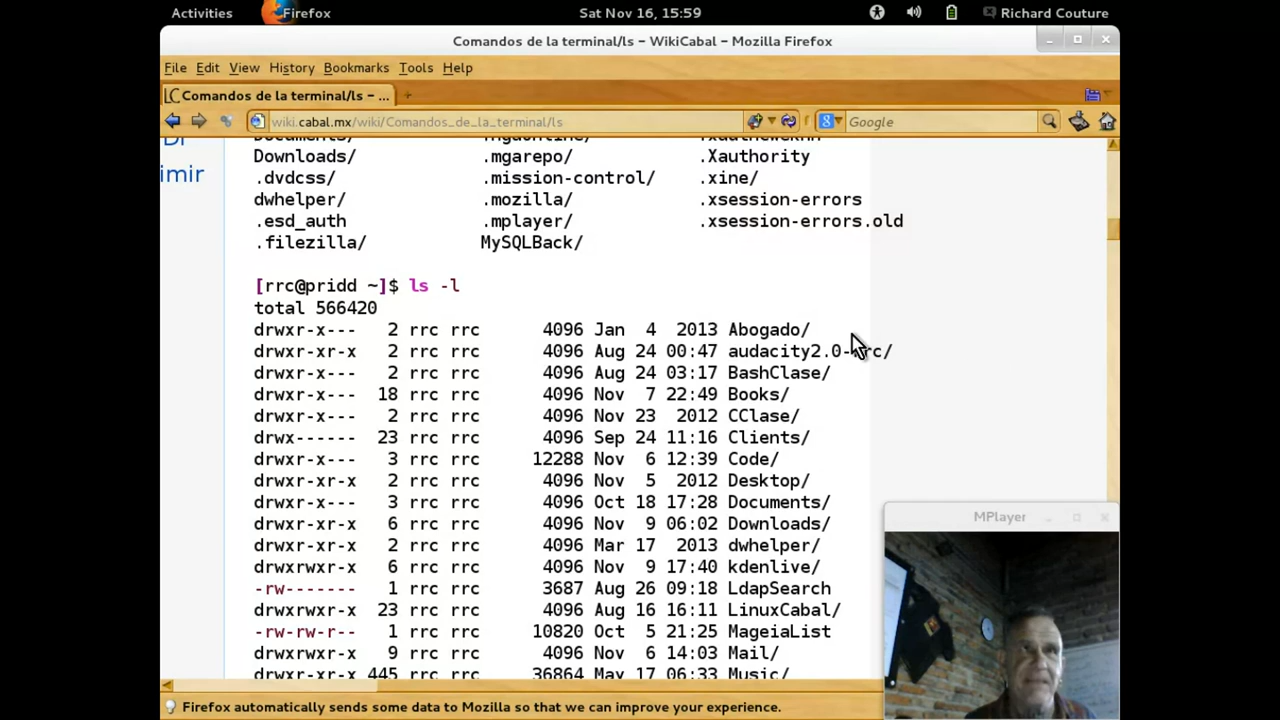 Activities Firefox Sat Nov 16, 15:59 Richard Couture
Comandos de la terminal/ls – WikiCabal – Mozilla Firefox
File Edit View History Bookmarks Tools Help
Comandos de la terminal/ls – ...
wiki.cabal.mx/wiki/Comandos_de_la_terminal/ls Google
imir
Downloads/ .mgarepo/ .Xauthority
.dvdcss/ .mission-control/ .xine/
dwhelper/ .mozilla/ .xsession-errors
.esd_auth .mplayer/ .xsession-errors.old
.filezilla/ MySQLBack/
[rrc@pridd ~]$ ls -l
total 566420
drwxr-x--- 2 rrc rrc 4096 Jan 4 2013 Abogado/
drwxr-xr-x 2 rrc rrc 4096 Aug 24 00:47 audacity2.0-
drwxr-x--- 2 rrc rrc 4096 Aug 24 03:17 BashClase/
drwxr-x--- 18 rrc rrc 4096 Nov 7 22:49 Books/
drwxr-x--- 2 rrc rrc 4096 Nov 23 2012 CClase/
drwx------ 23 rrc rrc 4096 Sep 24 11:16 Clients/
drwxr-x--- 3 rrc rrc 12288 Nov 6 12:39 Code/
drwxr-xr-x 2 rrc rrc 4096 Nov 5 2012 Desktop/
drwxr-x--- 3 rrc rrc 4096 Oct 18 17:28 Documents/
drwxr-xr-x 6 rrc rrc 4096 Nov 9 06:02 Downloads/
drwxr-xr-x 2 rrc rrc 4096 Mar 17 2013 dwhelper/
drwxrwxr-x 6 rrc rrc 4096 Nov 9 17:40 kdenlive/
-rw------- 1 rrc rrc 3687 Aug 26 09:18 LdapSearch
drwxrwxr-x 23 rrc rrc 4096 Aug 16 16:11 LinuxCabal/
-rw-rw-r-- 1 rrc rrc 10820 Oct 5 21:25 MageiaList
drwxrwxr-x 9 rrc rrc 4096 Nov 6 14:03 Mail/
drwxrwxr-x 445 rrc rrc 36864 May 17 06:33 Music/
MPlayer
Firefox automatically sends some data to Mozilla so that we can improve your experience.